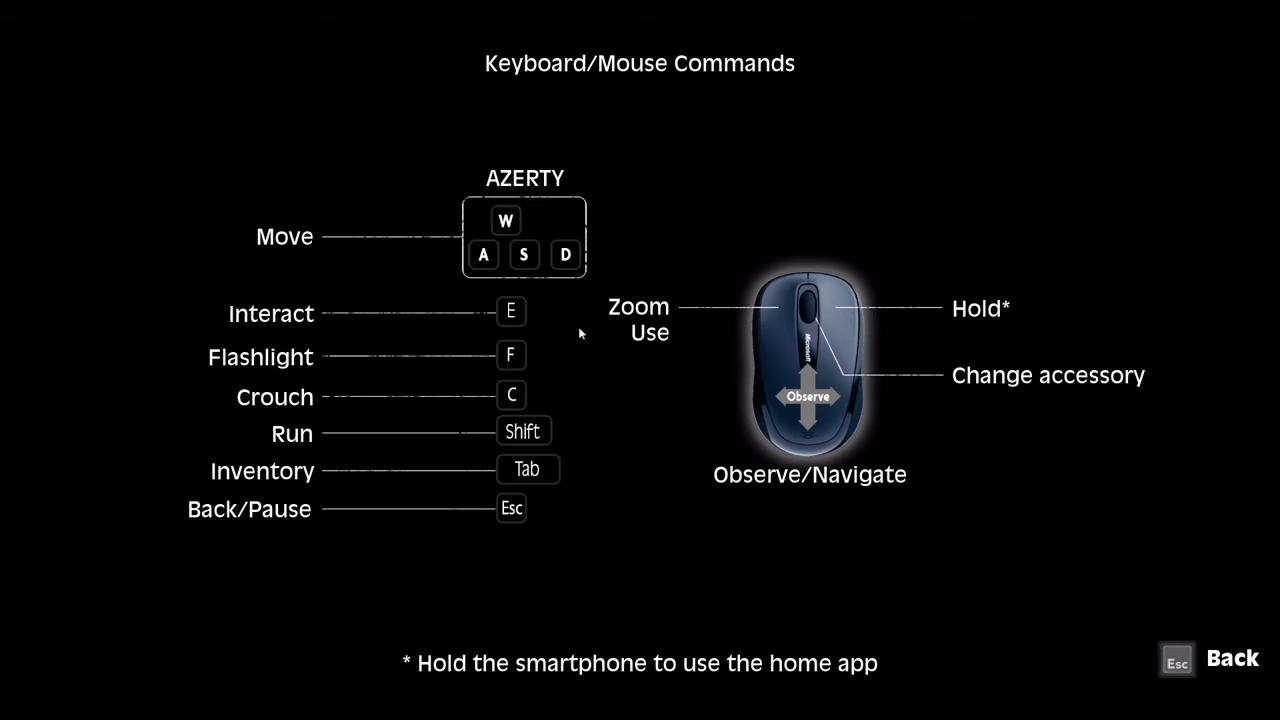 Keyboard/Mouse Commands
AZERTY
Move
W
A S D
Interact E
Flashlight F
Crouch C
Run Shift
Inventory Tab
Back/Pause Esc
Zoom
Use
Hold*
Change accessory
Microsoft
Observe
Observe/Navigate
* Hold the smartphone to use the home app
Esc Back